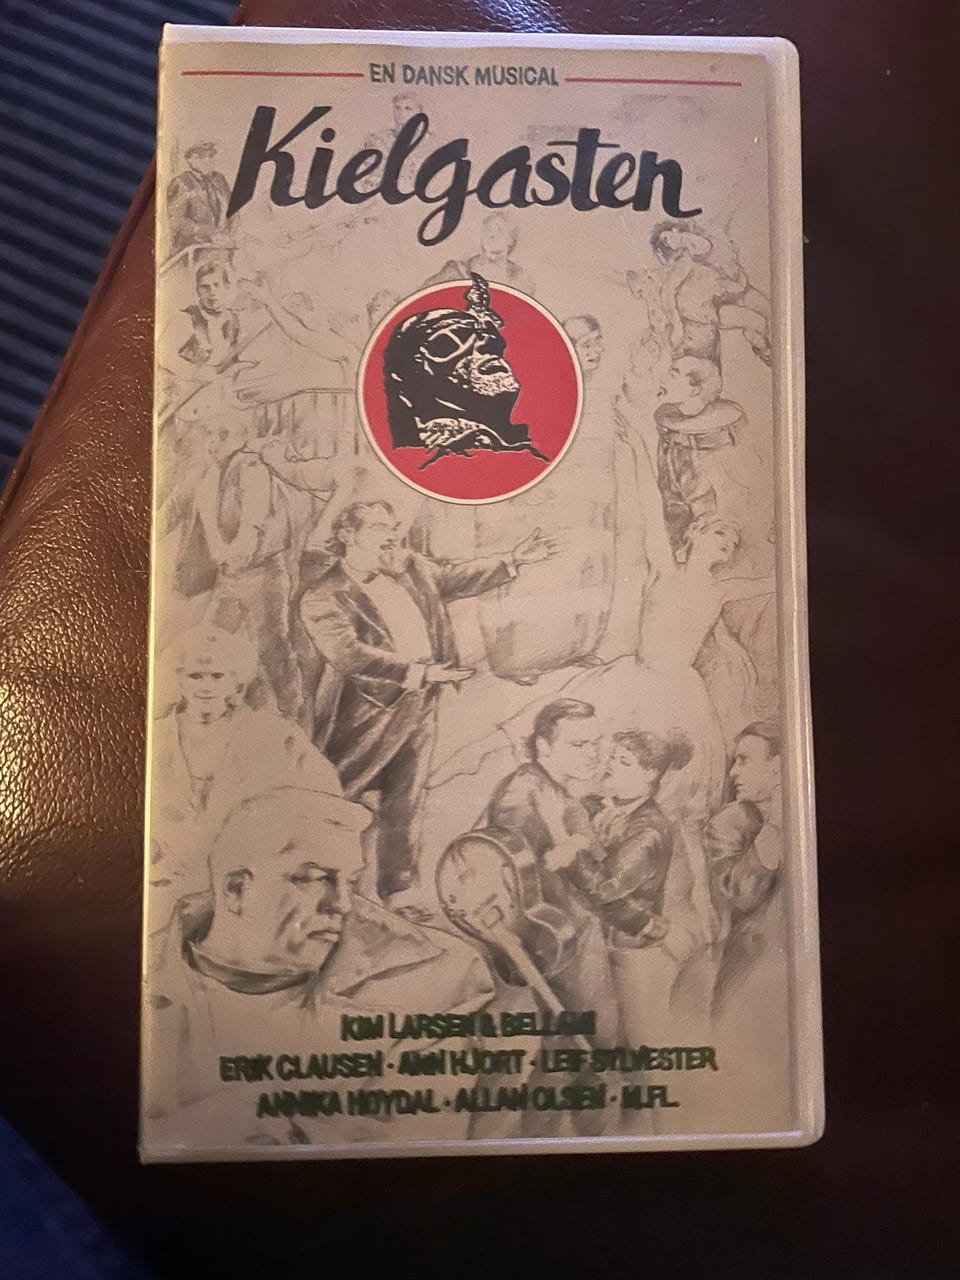 EN DANSK MUSICAL
Kielgasten
KIM LARSEN & BELLAMI
ERIK CLAUSEN · ANN HJORT · LEIF SYLVESTER
ANNIKA HOYDAL · ALLAN OLSEN · M.FL.